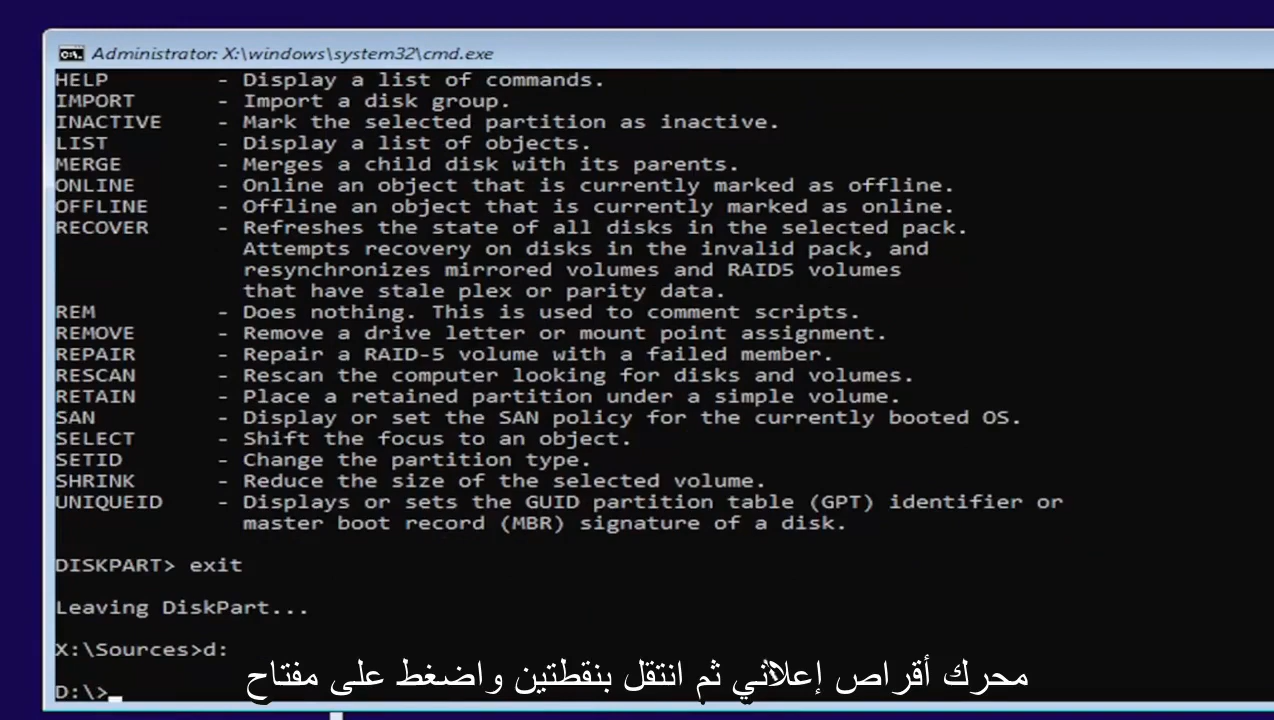 Administrator: X:\windows\system32\cmd.exe
HELP - Display a list of commands.
IMPORT - Import a disk group.
INACTIVE - Mark the selected partition as inactive.
LIST - Display a list of objects.
MERGE - Merges a child disk with its parents.
ONLINE - Online an object that is currently marked as offline.
OFFLINE - Offline an object that is currently marked as online.
RECOVER - Refreshes the state of all disks in the selected pack.
Attempts recovery on disks in the invalid pack, and
resynchronizes mirrored volumes and RAID5 volumes
that have stale plex or parity data.
REM - Does nothing. This is used to comment scripts.
REMOVE - Remove a drive letter or mount point assignment.
REPAIR - Repair a RAID-5 volume with a failed member.
RESCAN - Rescan the computer looking for disks and volumes.
RETAIN - Place a retained partition under a simple volume.
SAN - Display or set the SAN policy for the currently booted OS.
SELECT - Shift the focus to an object.
SETID - Change the partition type.
SHRINK - Reduce the size of the selected volume.
UNIQUEID - Displays or sets the GUID partition table (GPT) identifier or
master boot record (MBR) signature of a disk.
DISKPART> exit
Leaving DiskPart...
X:\Sources>d:
محرك أقراص إعلاني ثم انتقل بنقطتين واضغط على مفتاح
D:\>_